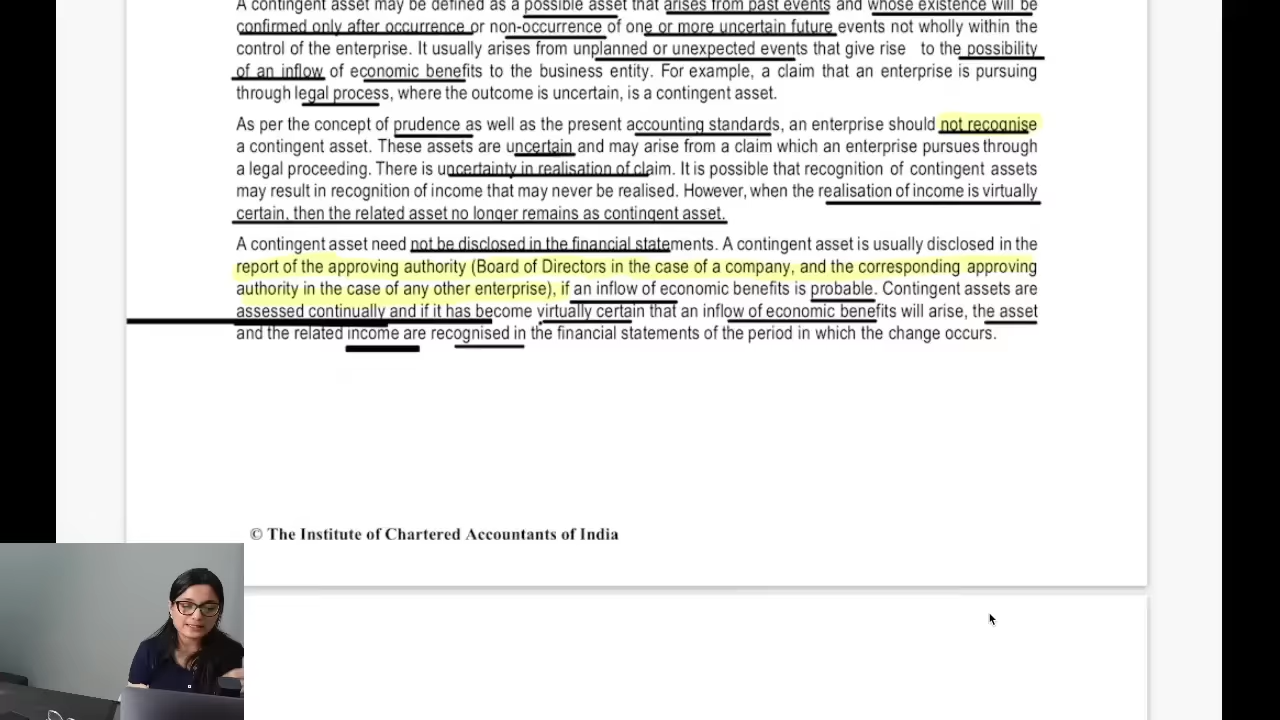 A contingent asset may be defined as a possible asset that arises from past events and whose existence will be
confirmed only after occurrence or non-occurrence of one or more uncertain future events not wholly within the
control of the enterprise. It usually arises from unplanned or unexpected events that give rise to the possibility
of an inflow of economic benefits to the business entity. For example, a claim that an enterprise is pursuing
through legal process, where the outcome is uncertain, is a contingent asset.
As per the concept of prudence as well as the present accounting standards, an enterprise should not recognise
a contingent asset. These assets are uncertain and may arise from a claim which an enterprise pursues through
a legal proceeding. There is uncertainty in realisation of claim. It is possible that recognition of contingent assets
may result in recognition of income that may never be realised. However, when the realisation of income is virtually
certain, then the related asset no longer remains as contingent asset.
A contingent asset need not be disclosed in the financial statements. A contingent asset is usually disclosed in the
report of the approving authority (Board of Directors in the case of a company, and the corresponding approving
authority in the case of any other enterprise), if an inflow of economic benefits is probable. Contingent assets are
assessed continually and if it has become virtually certain that an inflow of economic benefits will arise, the asset
and the related income are recognised in the financial statements of the period in which the change occurs.
© The Institute of Chartered Accountants of India